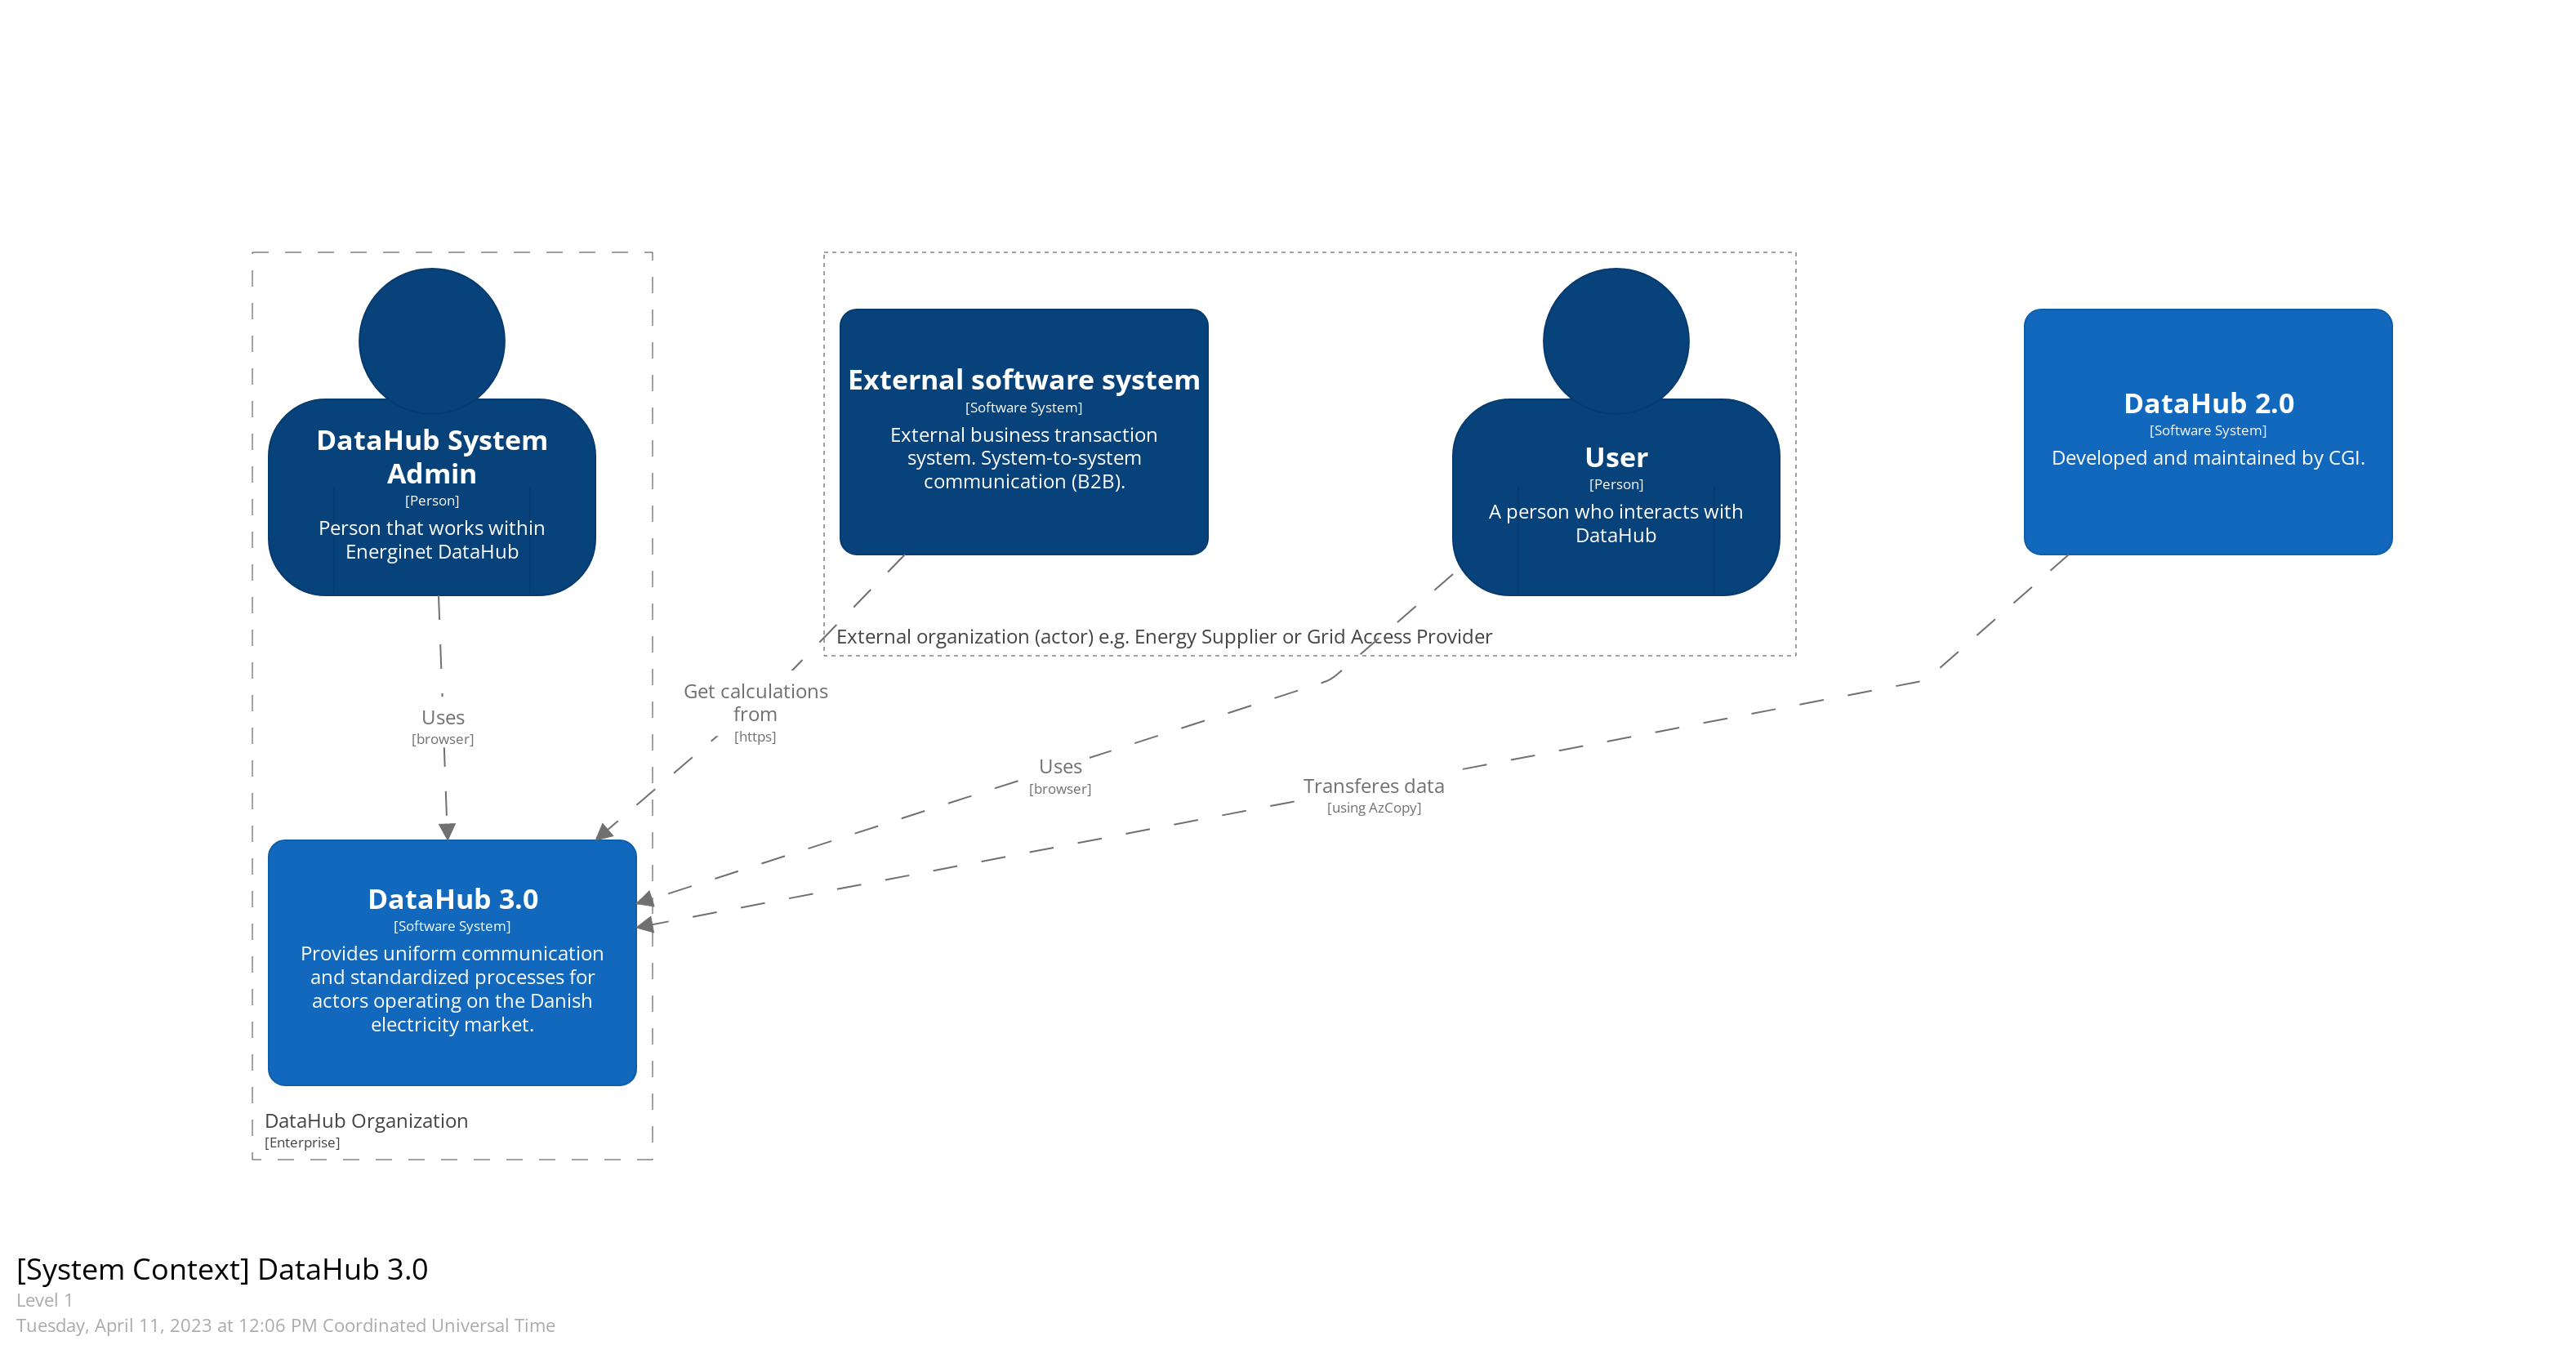 DataHub System
Admin
[Person]
Person that works within
Energinet DataHub
External software system
[Software System]
External business transaction
system. System-to-system
communication (B2B).
User
[Person]
A person who interacts with
DataHub
DataHub 2.0
[Software System]
Developed and maintained by CGI.
External organization (actor) e.g. Energy Supplier or Grid Access Provider
Uses
[browser]
Get calculations
from
[https]
Uses
[browser]
Transferes data
[using AzCopy]
DataHub 3.0
[Software System]
Provides uniform communication
and standardized processes for
actors operating on the Danish
electricity market.
DataHub Organization
[Enterprise]
[System Context] DataHub 3.0
Level 1
Tuesday, April 11, 2023 at 12:06 PM Coordinated Universal Time